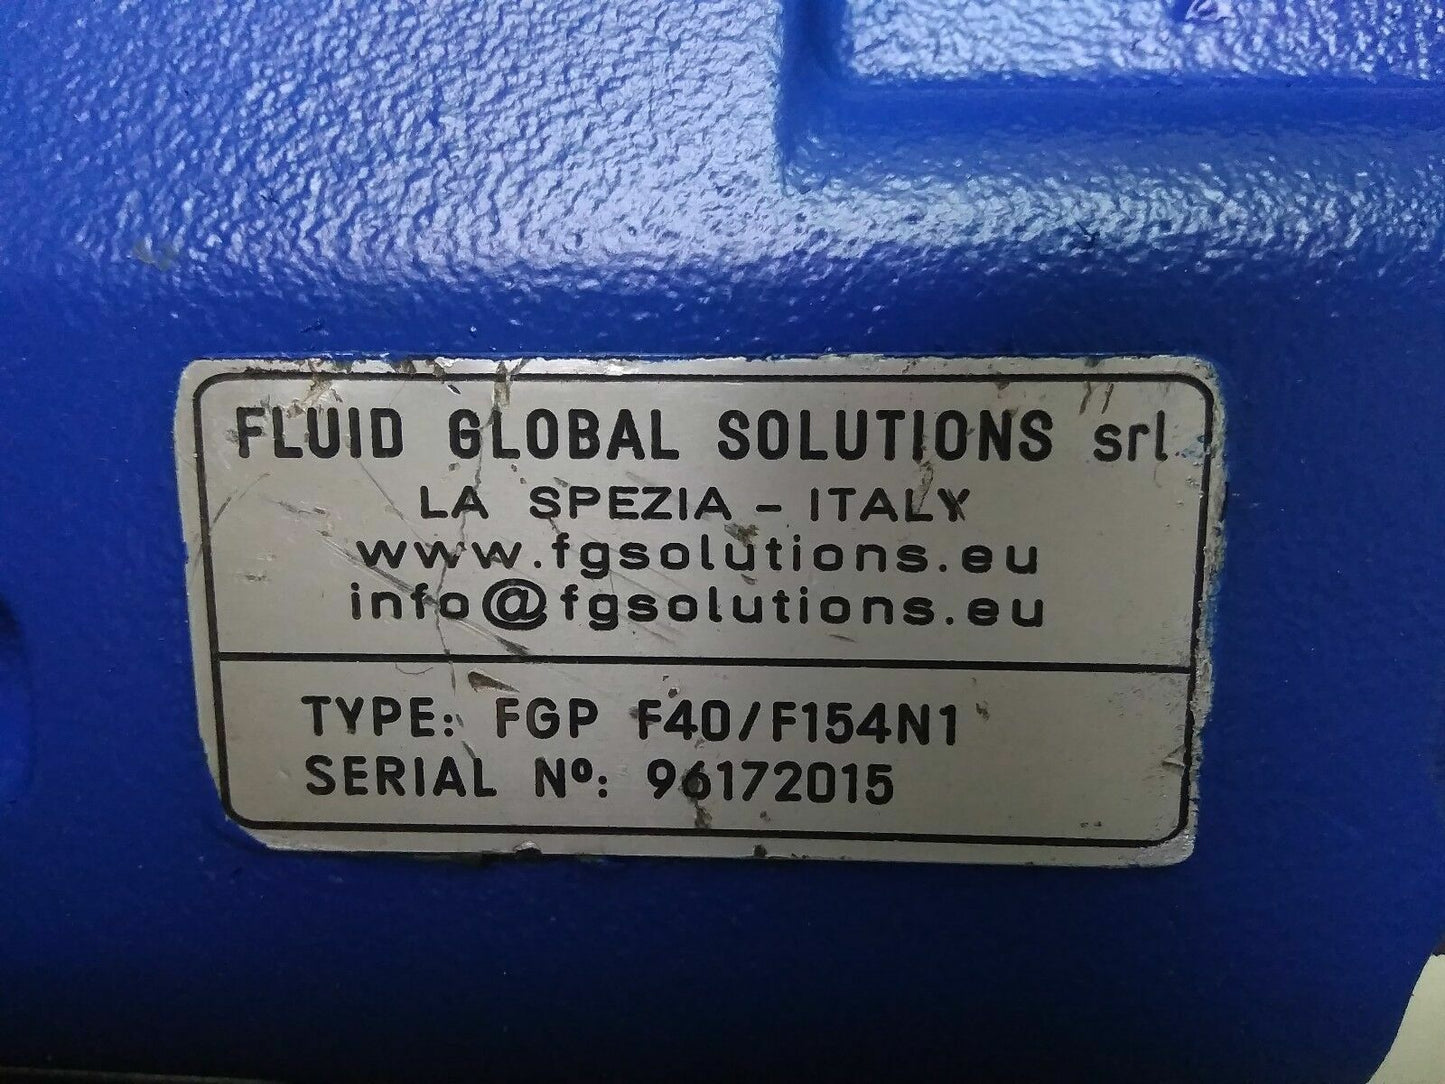 FLUID GLOBAL SOLUTIONS srl
LA SPEZIA - ITALY
www.fgsolutions.eu
info@fgsolutions.eu
TYPE: FGP F40/F154N1
SERIAL Nº: 96172015